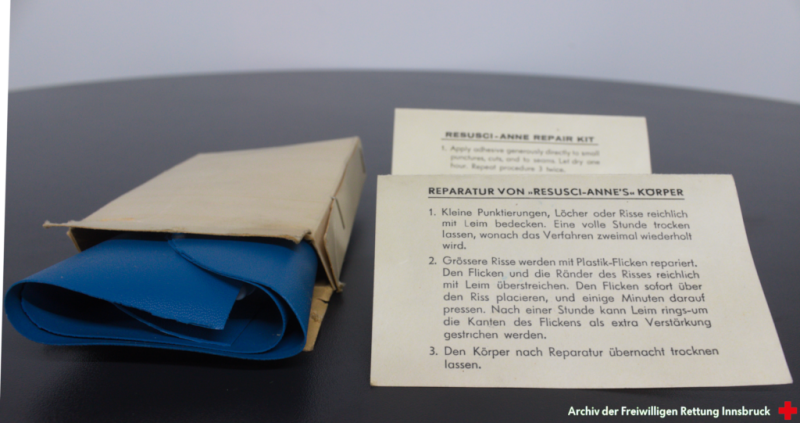 RESUSCI-ANNE REPAIR KIT
1. Apply adhesive generously directly to small
punctures, cuts, and to seams. Let dry one
hour. Repeat procedure 3 twice.
REPARATUR VON »RESUSCI-ANNE'S« KÖRPER
1. Kleine Punktierungen, Löcher oder Risse reichlich
mit Leim bedecken. Eine volle Stunde trocken
lassen, wonach das Verfahren zweimal wiederholt
wird.
2. Grössere Risse werden mit Plastik-Flicken repariert.
Den Flicken und die Ränder des Risses reichlich
mit Leim überstreichen. Den Flicken sofort über
den Riss placieren, und einige Minuten darauf
pressen. Nach einer Stunde kann Leim rings-um
die Kanten des Flickens als extra Verstärkung
gestrichen werden.
3. Den Körper nach Reparatur übernacht trocknen
lassen.
Archiv der Freiwilligen Rettung Innsbruck